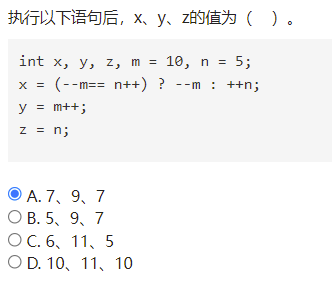 执行以下语句后，x、y、z的值为（　）。
int x, y, z, m = 10, n = 5;
x = (--m== n++) ? --m : ++n;
y = m++;
z = n;
A. 7、9、7
B. 5、9、7
C. 6、11、5
D. 10、11、10